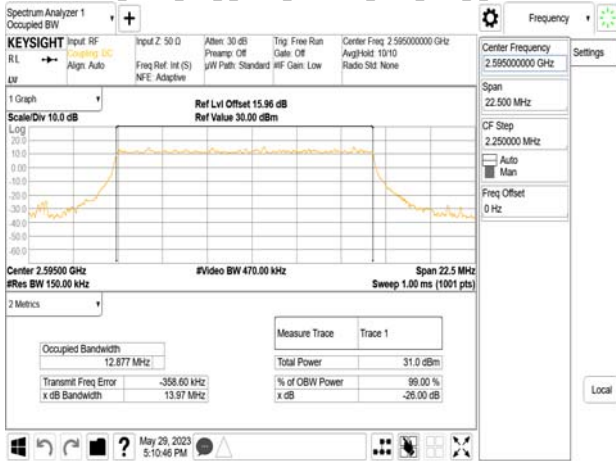 Spectrum Analyzer 1
Occupied BW
KEYSIGHT Input: RF
RL
Coupling: DC
Align: Auto
LXI
Input Z: 50 Ω
Freq Ref: Int (S)
NFE: Adaptive
Atten: 30 dB
Preamp: Off
µW Path: Standard
Trig: Free Run
Gate: Off
#IF Gain: Low
Center Freq: 2.595000000 GHz
Avg|Hold: 10/10
Radio Std: None
1 Graph
Scale/Div 10.0 dB
Ref Lvl Offset 15.96 dB
Ref Value 30.00 dBm
Log
20.0
10.0
0.00
-10.0
-20.0
-30.0
-40.0
-50.0
-60.0
Center 2.59500 GHz
#Res BW 150.00 kHz
#Video BW 470.00 kHz
Span 22.5 MHz
Sweep 1.00 ms (1001 pts)
2 Metrics
Occupied Bandwidth
12.877 MHz
Transmit Freq Error -358.60 kHz
x dB Bandwidth 13.97 MHz
Measure Trace Trace 1
Total Power 31.0 dBm
% of OBW Power 99.00 %
x dB -26.00 dB
May 29, 2023
5:10:46 PM
Frequency
Center Frequency
2.595000000 GHz
Span
22.500 MHz
CF Step
2.250000 MHz
Auto
Man
Freq Offset
0 Hz
Settings
Local